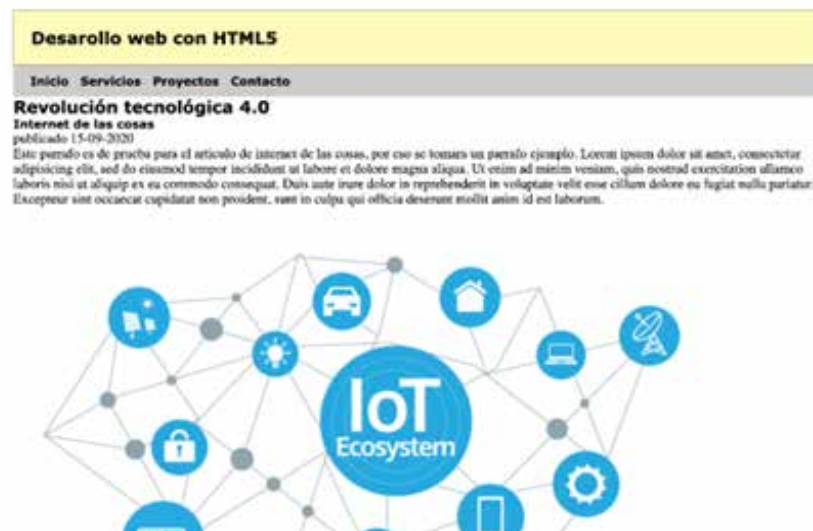 Desarollo web con HTML5
Inicio Servicios Proyectos Contacto
Revolución tecnológica 4.0
Internet de las cosas
publicado 15-09-2020
Este parrafo es de prueba para el articulo de internet de las cosas, por eso se tomara un parrafo ejemplo. Lorem ipsum dolor sit amet, consectetur
adipisicing elit, sed do eiusmod tempor incididunt ut labore et dolore magna aliqua. Ut enim ad minim veniam, quis nostrud exercitation ullamco
laboris nisi ut aliquip ex ea commodo consequat. Duis aute irure dolor in reprehenderit in voluptate velit esse cillum dolore eu fugiat nulla pariatur.
Excepteur sint occaecat cupidatat non proident, sunt in culpa qui officia deserunt mollit anim id est laborum.
IoT
Ecosystem